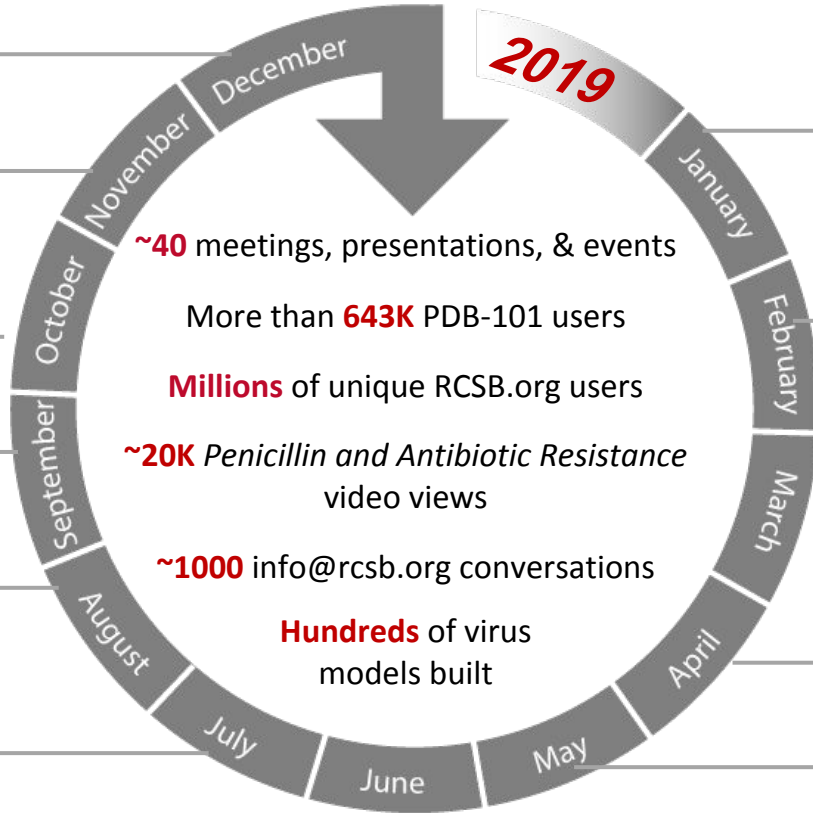 2019
January
February
March
April
May
June
July
August
September
October
November
December
~40 meetings, presentations, & events
More than 643K PDB-101 users
Millions of unique RCSB.org users
~20K Penicillin and Antibiotic Resistance
video views
~1000 info@rcsb.org conversations
Hundreds of virus
models built